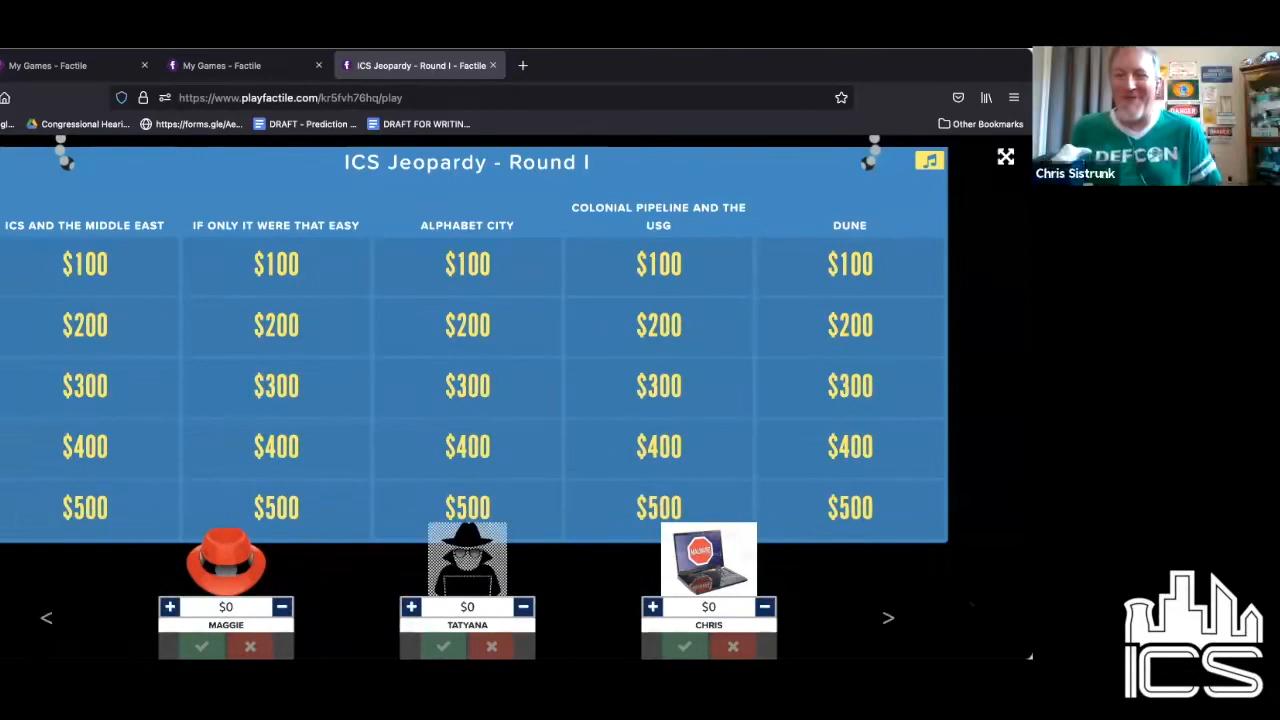 My Games - Factile
My Games - Factile
ICS Jeopardy - Round I - Factile
https://www.playfactile.com/kr5fvh76hq/play
gl...
Congressional Heari...
https://forms.gle/Ae...
DRAFT - Prediction ...
DRAFT FOR WRITIN...
Other Bookmarks
DANGER
DEFCON
Chris Sistrunk
ICS Jeopardy - Round I
ICS AND THE MIDDLE EAST
IF ONLY IT WERE THAT EASY
ALPHABET CITY
COLONIAL PIPELINE AND THE
USG
DUNE
$100 $100 $100 $100 $100
$200 $200 $200 $200 $200
$300 $300 $300 $300 $300
$400 $400 $400 $400 $400
$500 $500 $500 $500 $500
MALWARE
$0 $0 $0
MAGGIE TATYANA CHRIS
ICS